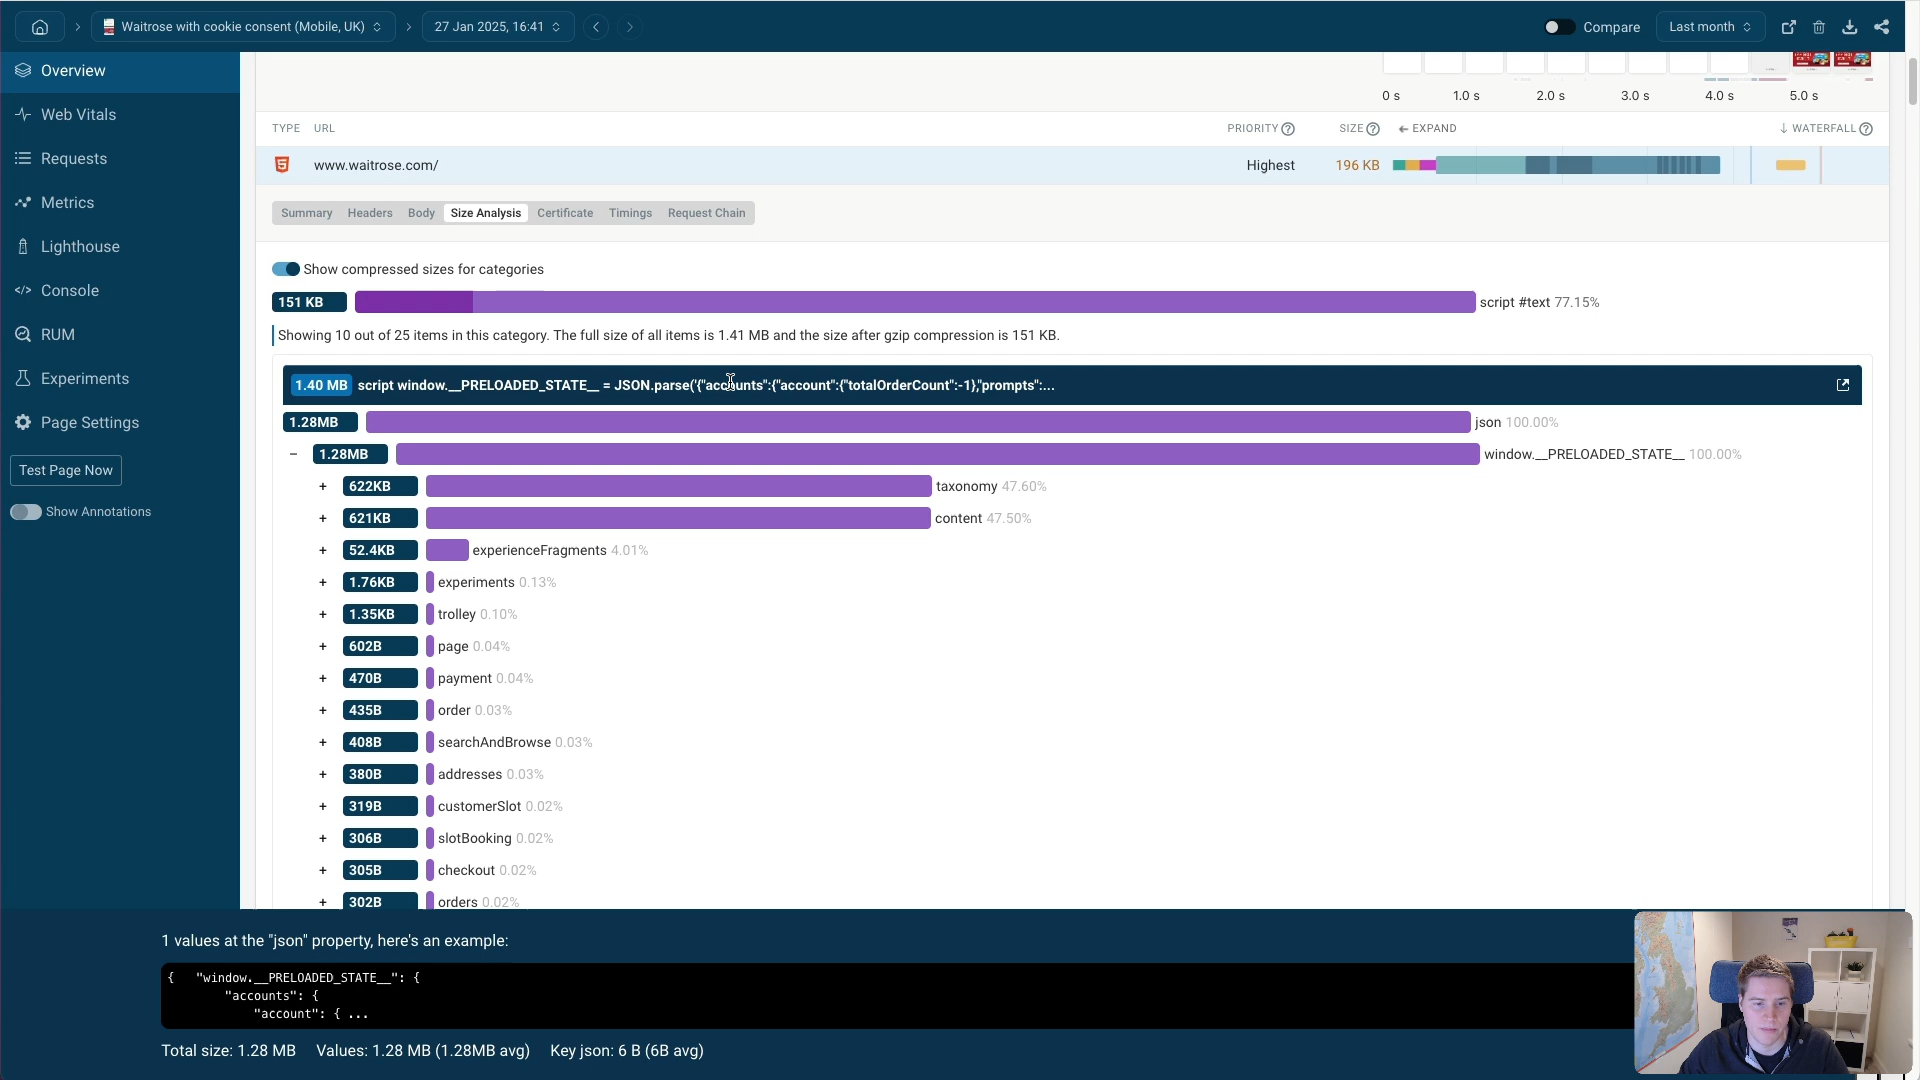 Waitrose with cookie consent (Mobile, UK)
27 Jan 2025, 16:41
Compare
Last month
Overview
Web Vitals
Requests
Metrics
Lighthouse
Console
RUM
Experiments
Page Settings
Test Page Now
Show Annotations
0 s 1.0 s 2.0 s 3.0 s 4.0 s 5.0 s
TYPE URL PRIORITY SIZE EXPAND WATERFALL
www.waitrose.com/ Highest 196 KB
Summary Headers Body Size Analysis Certificate Timings Request Chain
Show compressed sizes for categories
151 KB script #text 77.15%
Showing 10 out of 25 items in this category. The full size of all items is 1.41 MB and the size after gzip compression is 151 KB.
1.40 MB script window.__PRELOADED_STATE__ = JSON.parse('{"accounts":{"account":{"totalOrderCount":-1},"prompts":...
1.28MB json 100.00%
− 1.28MB window.__PRELOADED_STATE__ 100.00%
+ 622KB taxonomy 47.60%
+ 621KB content 47.50%
+ 52.4KB experienceFragments 4.01%
+ 1.76KB experiments 0.13%
+ 1.35KB trolley 0.10%
+ 602B page 0.04%
+ 470B payment 0.04%
+ 435B order 0.03%
+ 408B searchAndBrowse 0.03%
+ 380B addresses 0.03%
+ 319B customerSlot 0.02%
+ 306B slotBooking 0.02%
+ 305B checkout 0.02%
+ 302B orders 0.02%
1 values at the "json" property, here's an example:
{ "window.__PRELOADED_STATE__": {
"accounts": {
"account": { ...
Total size: 1.28 MB Values: 1.28 MB (1.28MB avg) Key json: 6 B (6B avg)